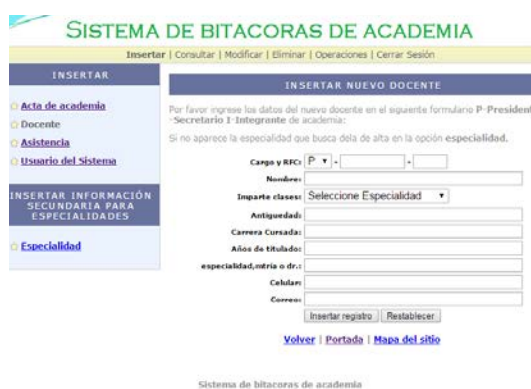 SISTEMA DE BITACORAS DE ACADEMIA
Insertar | Consultar | Modificar | Eliminar | Operaciones | Cerrar Sesión
INSERTAR
Acta de academia
Docente
Asistencia
Usuario del Sistema
INSERTAR INFORMACIÓN
SECUNDARIA PARA
ESPECIALIDADES
Especialidad
INSERTAR NUEVO DOCENTE
Por favor ingrese los datos del nuevo docente en el siguente formulario P-President
-Secretario I-Integrante de academia:
Si no aparece la especialidad que busca dela de alta en la opción especialidad.
Cargo y RFC: P - -
Nombre:
Imparte clases: Seleccione Especialidad
Antiguedad:
Carrera Cursada:
Años de titulado:
especialidad,mtría o dr.:
Celular:
Correo:
Insertar registro Restablecer
Volver | Portada | Mapa del sitio
Sistema de bitacoras de academia